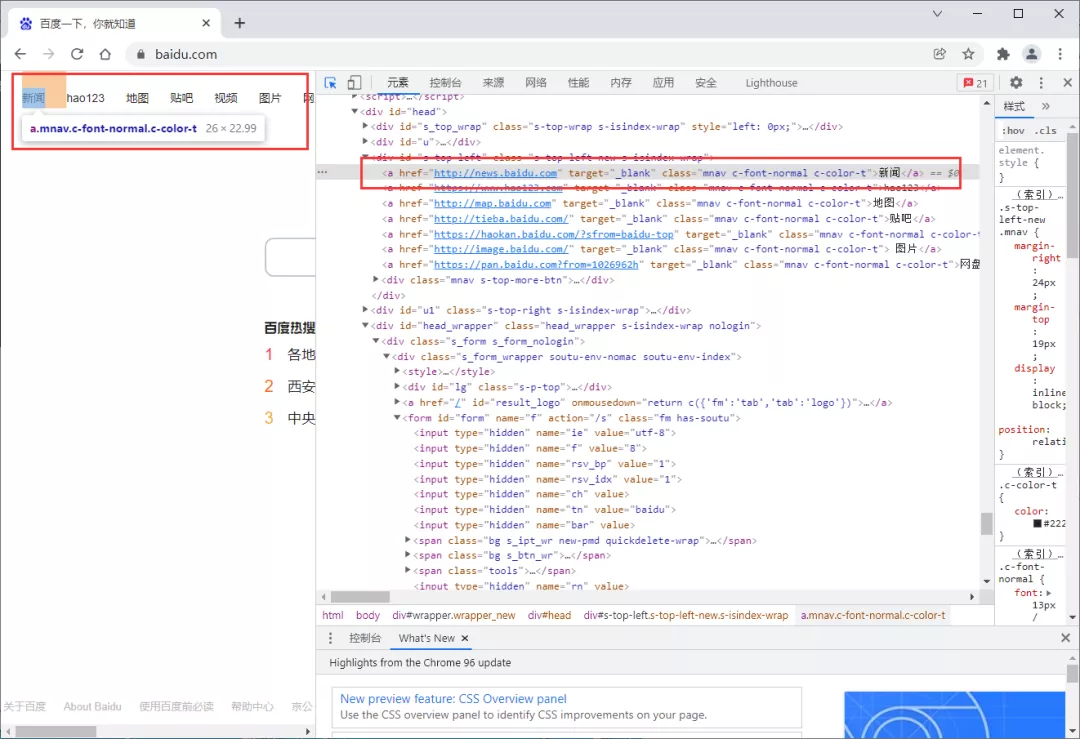 百度一下，你就知道
baidu.com
新闻 hao123 地图 贴吧 视频 图片 网
a.mnav.c-font-normal.c-color-t 26 × 22.99
百度热搜
1 各地
2 西安
3 中央
关于百度 About Baidu 使用百度前必读 帮助中心 京公
元素 控制台 来源 网络 性能 内存 应用 安全 Lighthouse 21
<script>…</script>
<div id="head">
<div id="s_top_wrap" class="s-top-wrap s-isindex-wrap" style="left: 0px;">…</div>
<div id="u">…</div>
<div id="s-top-left" class="s-top-left-new s-isindex-wrap">
<a href="http://news.baidu.com" target="_blank" class="mnav c-font-normal c-color-t">新闻</a> == $0
<a href="https://www.hao123.com" target="_blank" class="mnav c-font-normal c-color-t">hao123</a>
<a href="http://map.baidu.com" target="_blank" class="mnav c-font-normal c-color-t">地图</a>
<a href="http://tieba.baidu.com/" target="_blank" class="mnav c-font-normal c-color-t">贴吧</a>
<a href="https://haokan.baidu.com/?sfrom=baidu-top" target="_blank" class="mnav c-font-normal c-color-t
<a href="http://image.baidu.com/" target="_blank" class="mnav c-font-normal c-color-t"> 图片</a>
<a href="https://pan.baidu.com?from=1026962h" target="_blank" class="mnav c-font-normal c-color-t">网盘
<div class="mnav s-top-more-btn">…</div>
</div>
<div id="u1" class="s-top-right s-isindex-wrap">…</div>
<div id="head_wrapper" class="head_wrapper s-isindex-wrap nologin">
<div class="s_form s_form_nologin">
<div class="s_form_wrapper soutu-env-nomac soutu-env-index">
<style>…</style>
<div id="lg" class="s-p-top">…</div>
<a href="/" id="result_logo" onmousedown="return c({'fm':'tab','tab':'logo'})">…</a>
<form id="form" name="f" action="/s" class="fm has-soutu">
<input type="hidden" name="ie" value="utf-8">
<input type="hidden" name="f" value="8">
<input type="hidden" name="rsv_bp" value="1">
<input type="hidden" name="rsv_idx" value="1">
<input type="hidden" name="ch" value>
<input type="hidden" name="tn" value="baidu">
<input type="hidden" name="bar" value>
<span class="bg s_ipt_wr new-pmd quickdelete-wrap">…</span>
<span class="bg s_btn_wr">…</span>
<span class="tools">…</span>
<input type="hidden" name="rn" value>
html body div#wrapper.wrapper_new div#head div#s-top-left.s-top-left-new.s-isindex-wrap a.mnav.c-font-normal.c-color-t
样式
:hov .cls
element.
style {
}
(索引)…
.s-top-
left-new
.mnav {
margin-
right
:
24px
;
margin-
top
:
19px
;
display
:
inline
block;
position:
relati
}
(索引)…
.c-color-t
{
color:
#222
}
(索引)…
.c-font-
normal {
font:
13px
/
控制台 What's New
Highlights from the Chrome 96 update
New preview feature: CSS Overview panel
Use the CSS overview panel to identify CSS improvements on your page.